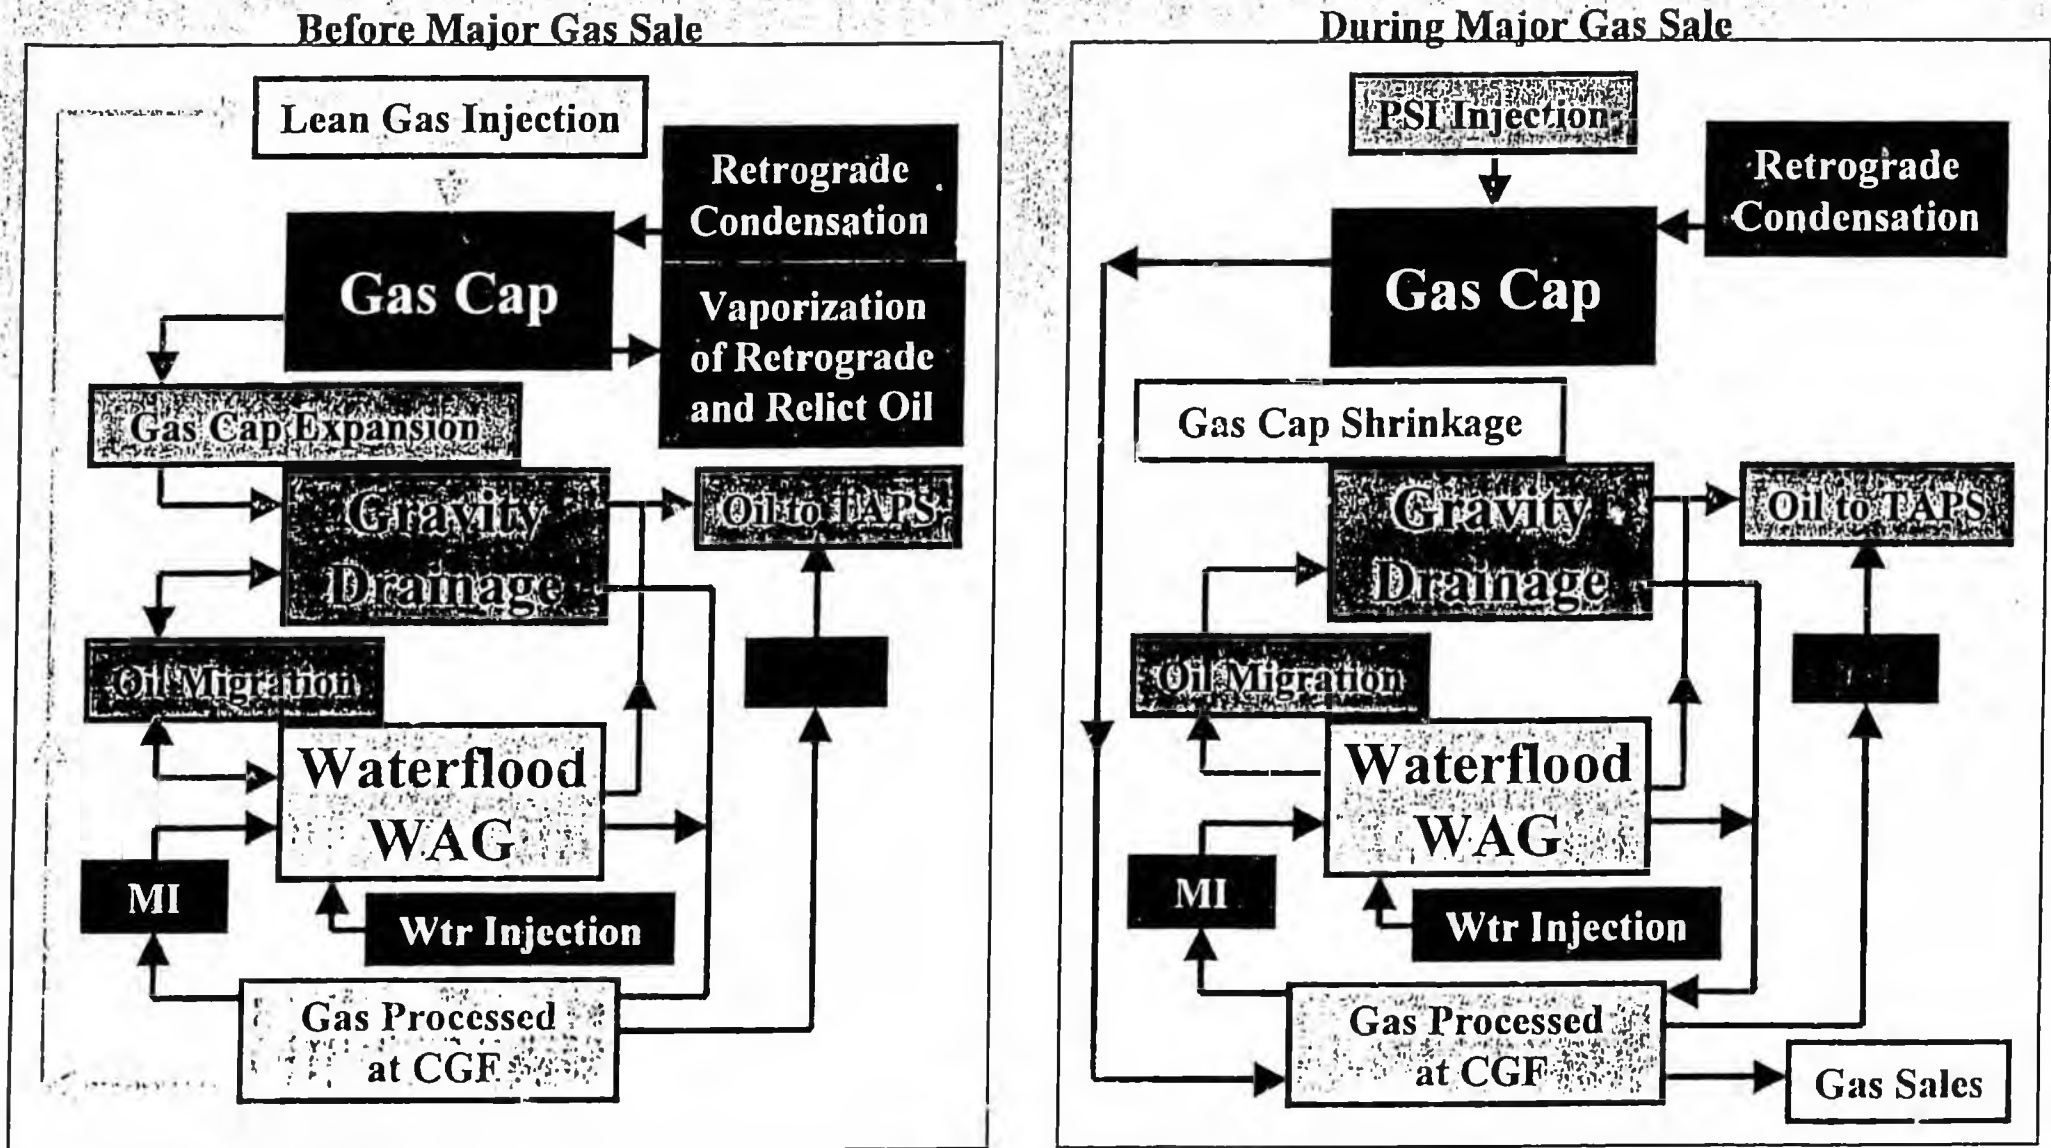 Before Major Gas Sale
Lean Gas Injection
Retrograde
Condensation
Gas Cap
Vaporization
of Retrograde
and Relict Oil
Gas Cap Expansion
Gravity
Drainage
Oil to TAPS
Oil Migration
Waterflood
WAG
MI
Wtr Injection
Gas Processed
at CGF
During Major Gas Sale
PSI Injection
Retrograde
Condensation
Gas Cap
Gas Cap Shrinkage
Gravity
Drainage
Oil to TAPS
Oil Migration
Waterflood
WAG
MI
Wtr Injection
Gas Processed
at CGF
Gas Sales